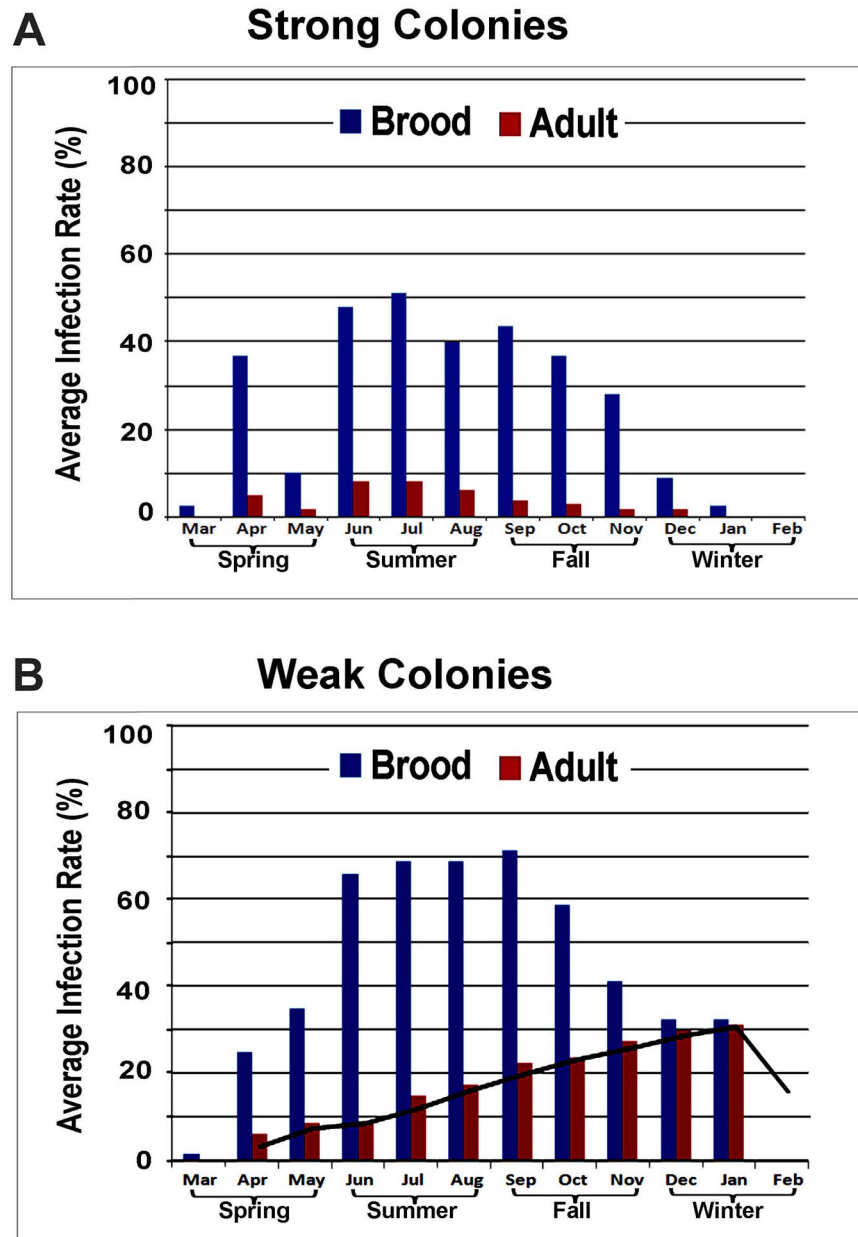 A
Strong Colonies
Average Infection Rate (%)
100
80
60
40
20
0
Brood Adult
Mar Apr May Jun Jul Aug Sep Oct Nov Dec Jan Feb
Spring Summer Fall Winter
B
Weak Colonies
Average Infection Rate (%)
100
80
60
40
20
0
Brood Adult
Mar Apr May Jun Jul Aug Sep Oct Nov Dec Jan Feb
Spring Summer Fall Winter